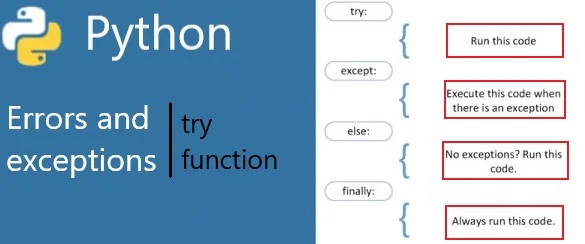 Python
Errors and
exceptions
try
function
try:
Run this code
except:
Execute this code when
there is an exception
else:
No exceptions? Run this
code.
finally:
Always run this code.